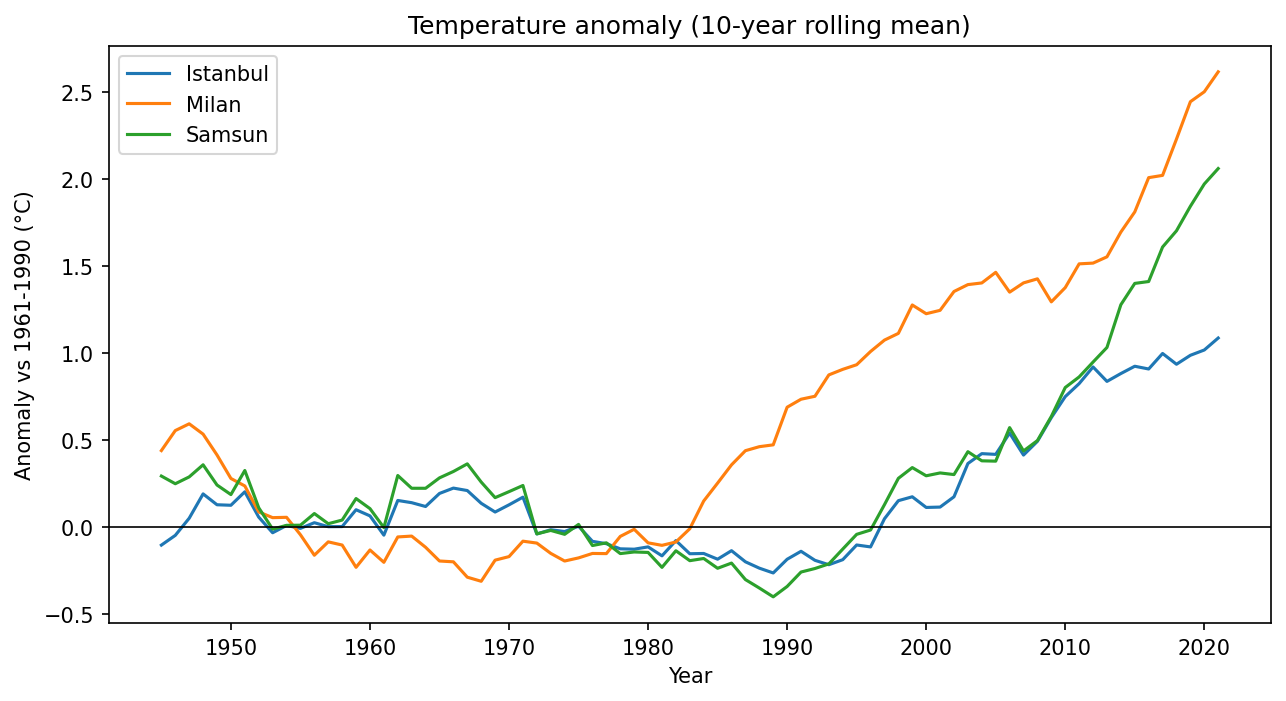 Temperature anomaly (10-year rolling mean)
Istanbul
Milan
Samsun
Anomaly vs 1961-1990 (°C)
2.5
2.0
1.5
1.0
0.5
0.0
−0.5
1950 1960 1970 1980 1990 2000 2010 2020
Year